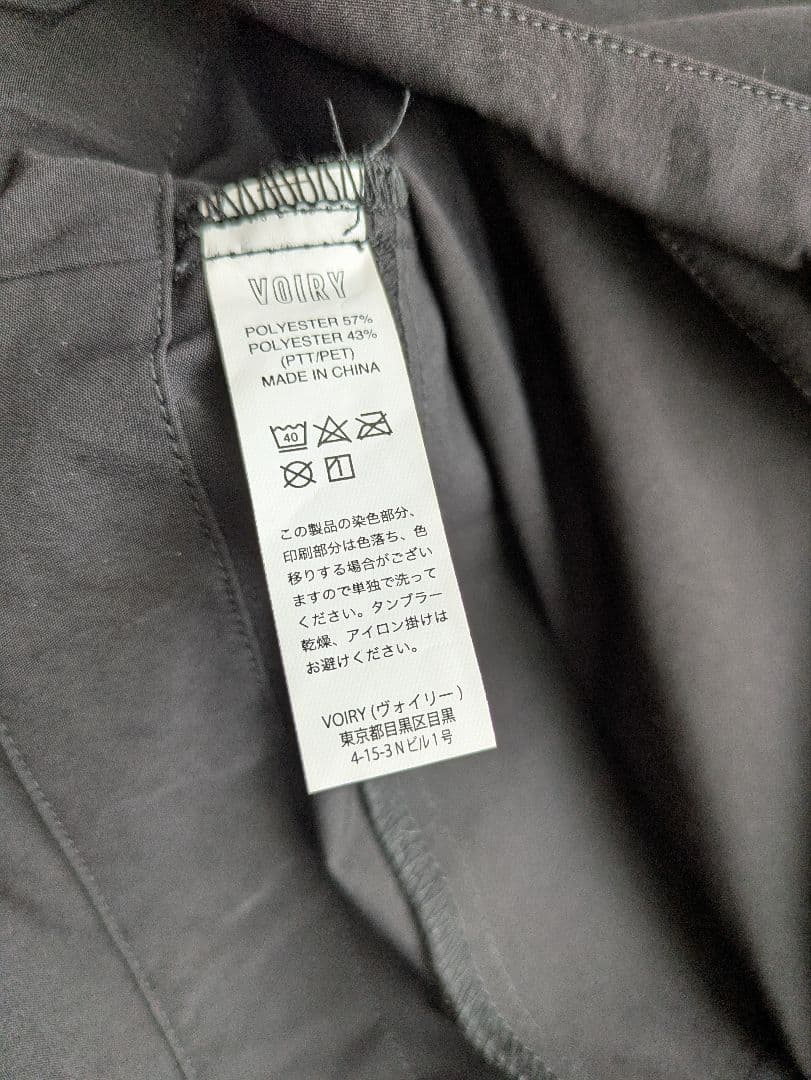 VOIRY
POLYESTER 57%
POLYESTER 43%
(PTT/PET)
MADE IN CHINA
40
この製品の染色部分、
印刷部分は色落ち、色
移りする場合がござい
ますので単独で洗って
ください。タンブラー
乾燥、アイロン掛けは
お避けください。
VOIRY (ヴォイリー)
東京都目黒区目黒
4-15-3 N ビル 1号